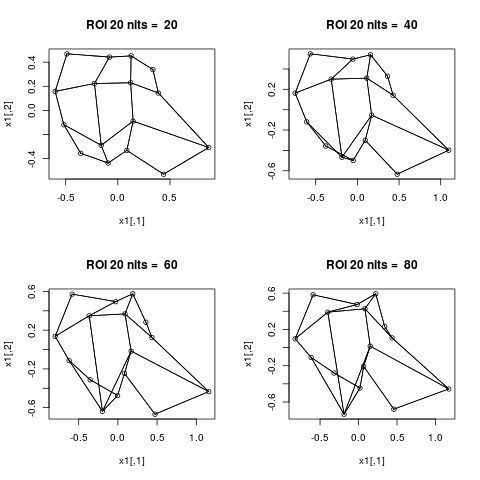 ROI 20 nits = 20
x1[,2]
0.4
0.2
0.0
-0.4
-0.5 0.0 0.5
x1[,1]
ROI 20 nits = 40
x1[,2]
0.2
-0.2
-0.6
-0.5 0.0 0.5 1.0
x1[,1]
ROI 20 nits = 60
x1[,2]
0.6
0.2
-0.2
-0.6
-0.5 0.0 0.5 1.0
x1[,1]
ROI 20 nits = 80
x1[,2]
0.6
0.2
-0.2
-0.6
-0.5 0.0 0.5 1.0
x1[,1]